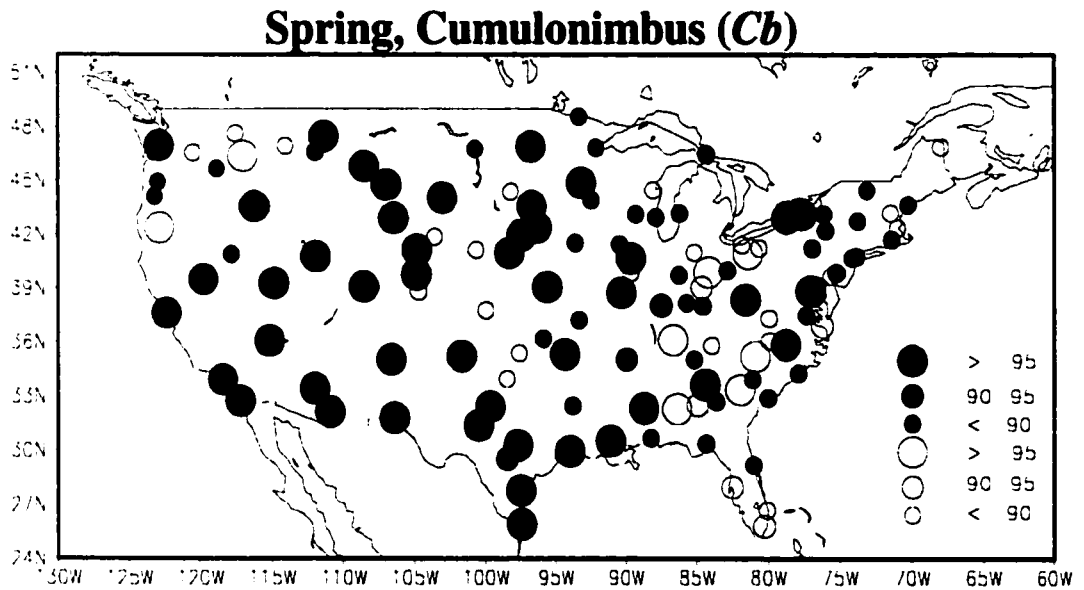 Spring, Cumulonimbus (Cb)
51N
48N
45N
42N
39N
36N
33N
30N
27N
24N
> 95
90 95
< 90
> 95
90 95
< 90
130W 125W 120W 115W 110W 105W 100W 95W 90W 85W 80W 75W 70W 65W 60W